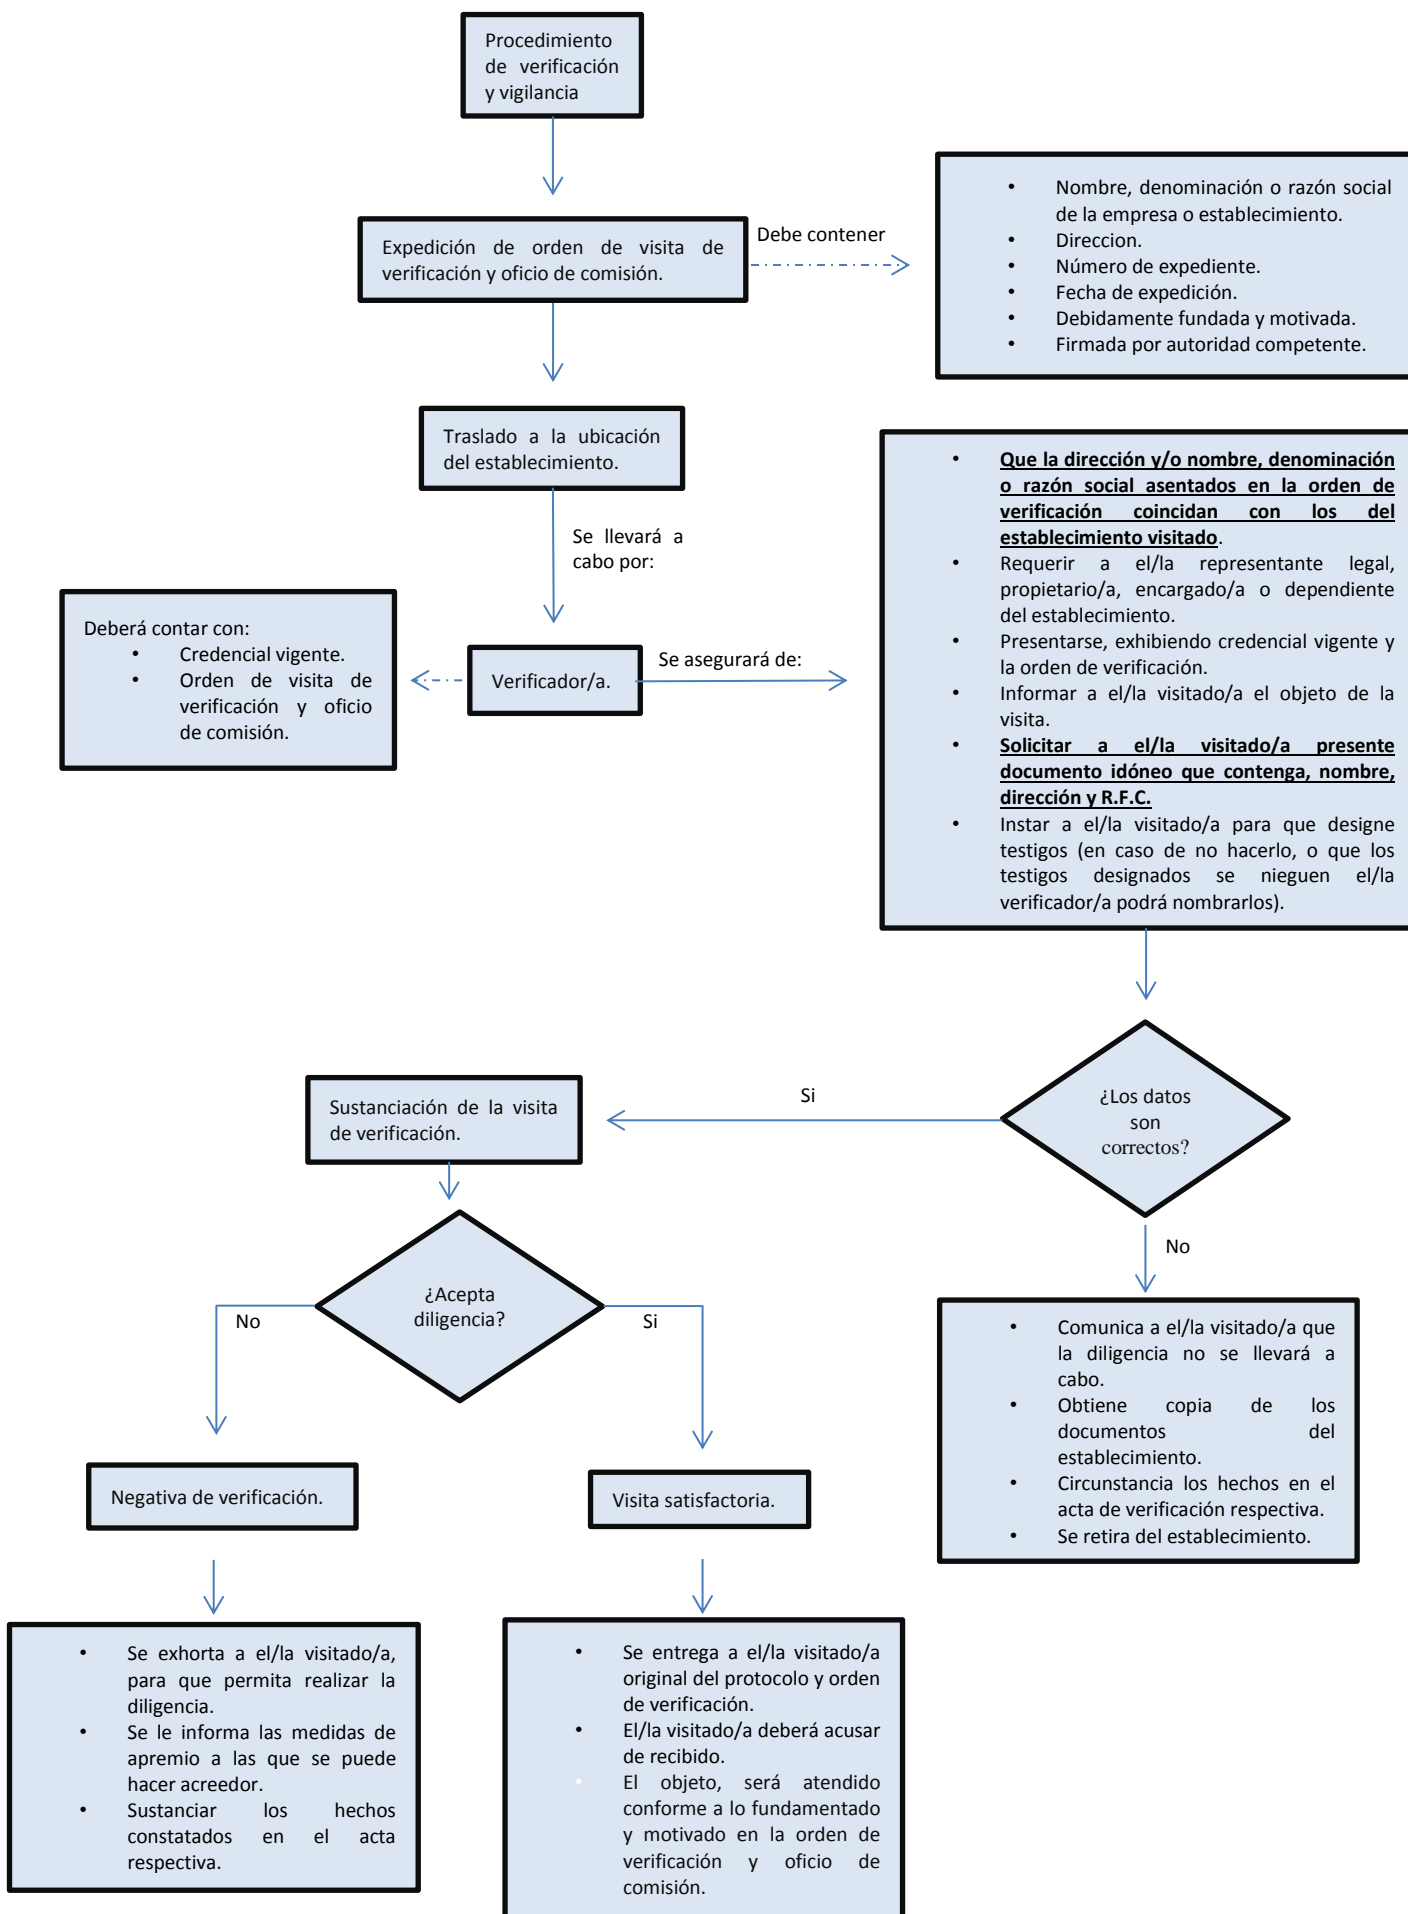 Procedimiento
de verificación
y vigilancia
Expedición de orden de visita de
verificación y oficio de comisión.
Debe contener
• Nombre, denominación o razón social
de la empresa o establecimiento.
• Direccion.
• Número de expediente.
• Fecha de expedición.
• Debidamente fundada y motivada.
• Firmada por autoridad competente.
Traslado a la ubicación
del establecimiento.
Se llevará a
cabo por:
Deberá contar con:
• Credencial vigente.
• Orden de visita de
verificación y oficio
de comisión.
Verificador/a.
Se asegurará de:
• Que la dirección y/o nombre, denominación
o razón social asentados en la orden de
verificación coincidan con los del
establecimiento visitado.
• Requerir a el/la representante legal,
propietario/a, encargado/a o dependiente
del establecimiento.
• Presentarse, exhibiendo credencial vigente y
la orden de verificación.
• Informar a el/la visitado/a el objeto de la
visita.
• Solicitar a el/la visitado/a presente
documento idóneo que contenga, nombre,
dirección y R.F.C.
• Instar a el/la visitado/a para que designe
testigos (en caso de no hacerlo, o que los
testigos designados se nieguen el/la
verificador/a podrá nombrarlos).
¿Los datos
son
correctos?
Si
Sustanciación de la visita
de verificación.
No
¿Acepta
diligencia?
No
Si
• Comunica a el/la visitado/a que
la diligencia no se llevará a
cabo.
• Obtiene copia de los
documentos del
establecimiento.
• Circunstancia los hechos en el
acta de verificación respectiva.
• Se retira del establecimiento.
Negativa de verificación.
Visita satisfactoria.
• Se exhorta a el/la visitado/a,
para que permita realizar la
diligencia.
• Se le informa las medidas de
apremio a las que se puede
hacer acreedor.
• Sustanciar los hechos
constatados en el acta
respectiva.
• Se entrega a el/la visitado/a
original del protocolo y orden
de verificación.
• El/la visitado/a deberá acusar
de recibido.
• El objeto, será atendido
conforme a lo fundamentado
y motivado en la orden de
verificación y oficio de
comisión.